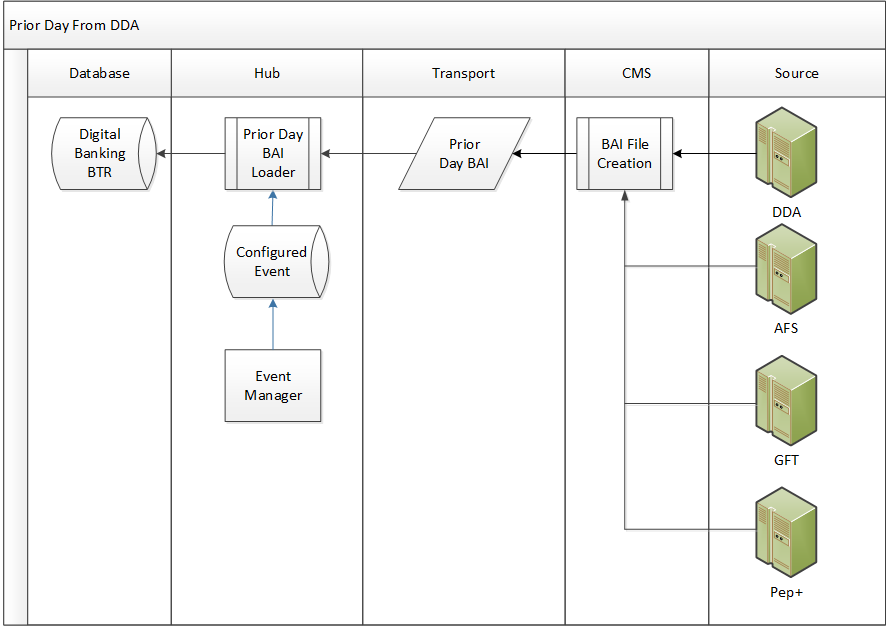 Prior Day From DDA
Database
Hub
Transport
CMS
Source
Digital
Banking
BTR
Prior Day
BAI
Loader
Prior
Day BAI
BAI File
Creation
DDA
Configured
Event
AFS
Event
Manager
GFT
Pep+